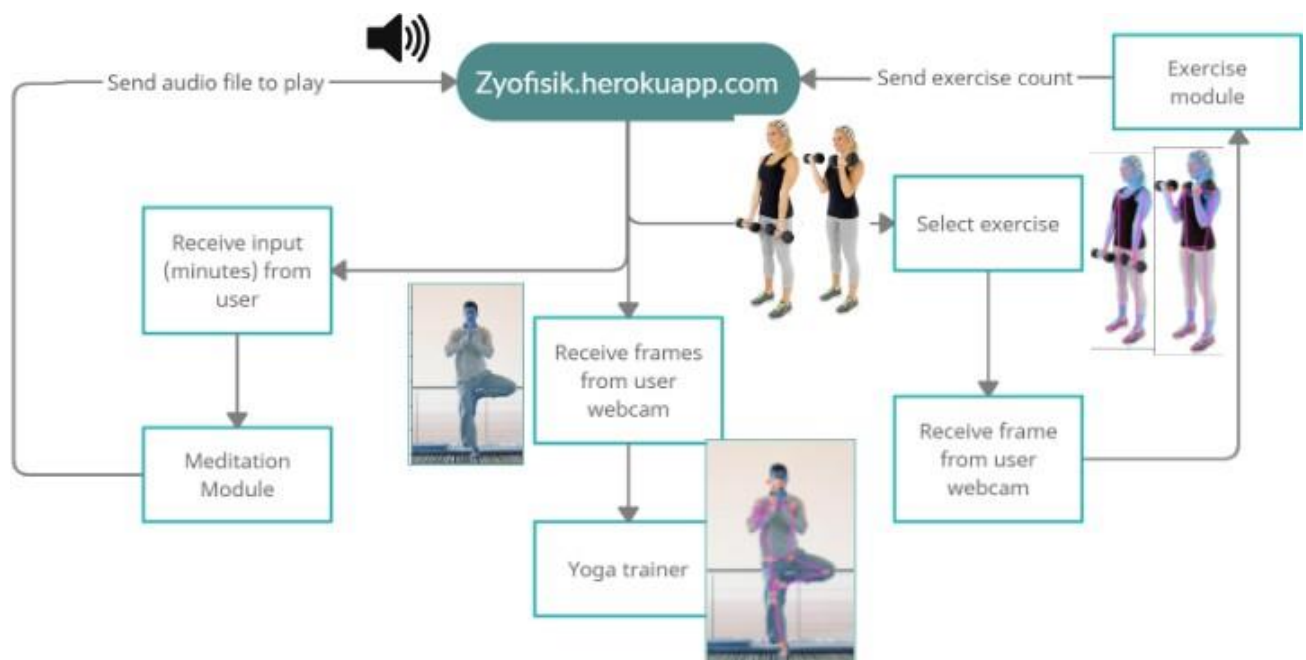 Send audio file to play
Zyofisik.herokuapp.com
Send exercise count
Exercise
module
Receive input
(minutes) from
user
Select exercise
Receive frames
from user
webcam
Receive frame
from user
webcam
Meditation
Module
Yoga trainer